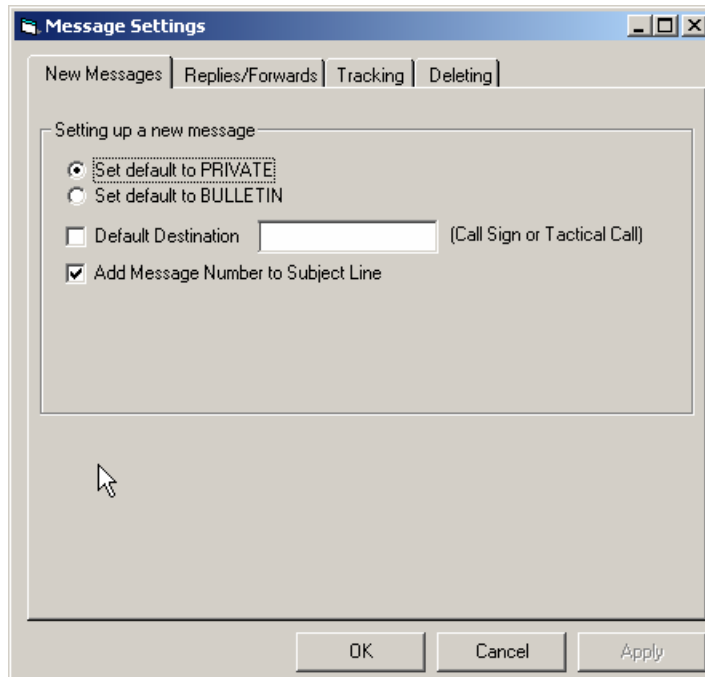 Message Settings
New Messages Replies/Forwards Tracking Deleting
Setting up a new message
Set default to PRIVATE
Set default to BULLETIN
Default Destination (Call Sign or Tactical Call)
Add Message Number to Subject Line
OK Cancel Apply